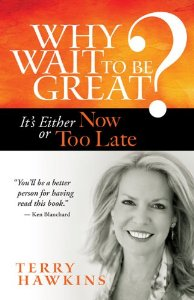 WHY
WAIT TO BE
GREAT?
It's Either Now
or Too Late
"You'll be a better
person for having
read this book."
— Ken Blanchard
TERRY
HAWKINS